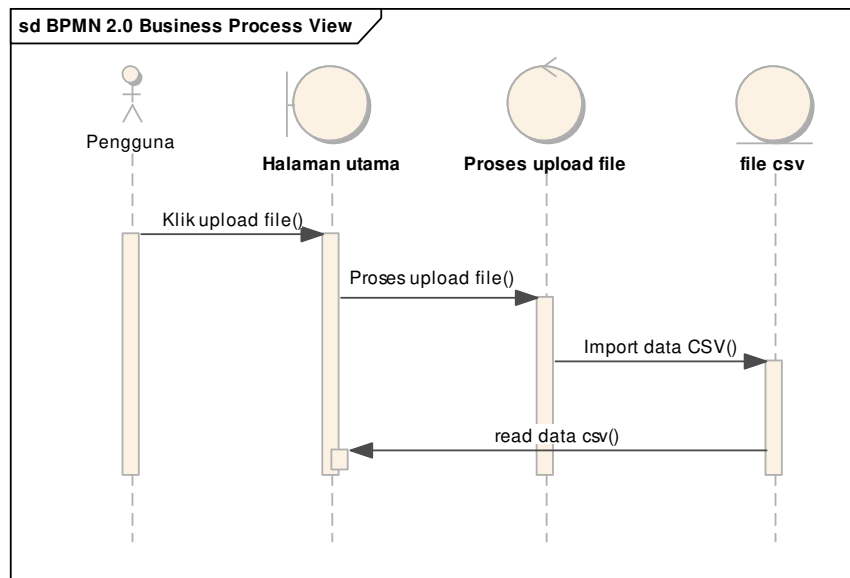 sd BPMN 2.0 Business Process View
Pengguna
Halaman utama
Proses upload file
file csv
Klik upload file()
Proses upload file()
Import data CSV()
read data csv()